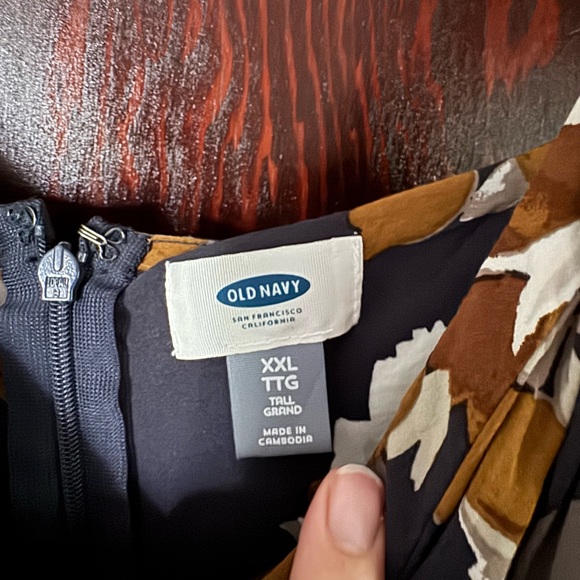 OLD NAVY
SAN FRANCISCO
CALIFORNIA
XXL
TTG
TALL
GRAND
MADE IN
CAMBODIA